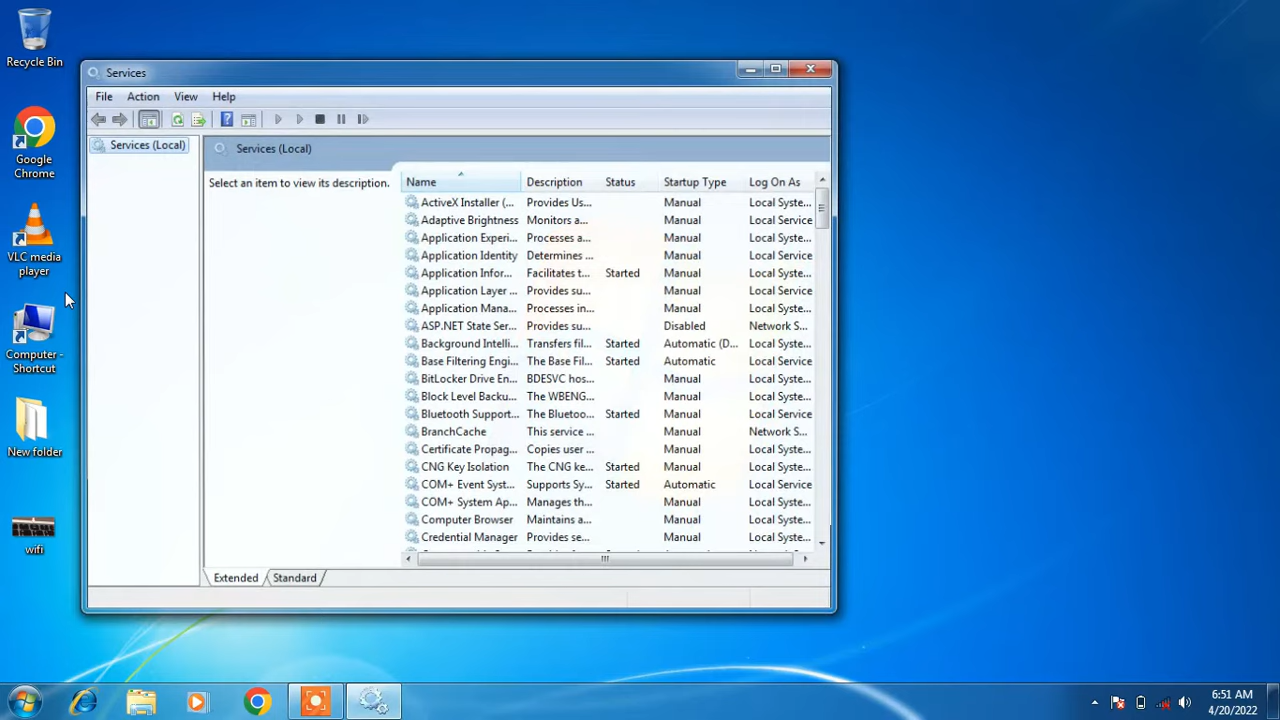 Recycle Bin
Google
Chrome
VLC media
player
Computer -
Shortcut
New folder
wifi
Services
File Action View Help
Services (Local)
Services (Local)
Select an item to view its description.
Name Description Status Startup Type Log On As
ActiveX Installer (... Provides Us... Manual Local Syste...
Adaptive Brightness Monitors a... Manual Local Service
Application Experi... Processes a... Manual Local Syste...
Application Identity Determines ... Manual Local Service
Application Infor... Facilitates t... Started Manual Local Syste...
Application Layer ... Provides su... Manual Local Service
Application Mana... Processes in... Manual Local Syste...
ASP.NET State Ser... Provides su... Disabled Network S...
Background Intelli... Transfers fil... Started Automatic (D... Local Syste...
Base Filtering Engi... The Base Fil... Started Automatic Local Service
BitLocker Drive En... BDESVC hos... Manual Local Syste...
Block Level Backu... The WBENG... Manual Local Syste...
Bluetooth Support... The Bluetoo... Started Manual Local Service
BranchCache This service ... Manual Network S...
Certificate Propag... Copies user ... Manual Local Syste...
CNG Key Isolation The CNG ke... Started Manual Local Syste...
COM+ Event Syst... Supports Sy... Started Automatic Local Service
COM+ System Ap... Manages th... Manual Local Syste...
Computer Browser Maintains a... Manual Local Syste...
Credential Manager Provides se... Manual Local Syste...
Extended Standard
6:51 AM
4/20/2022